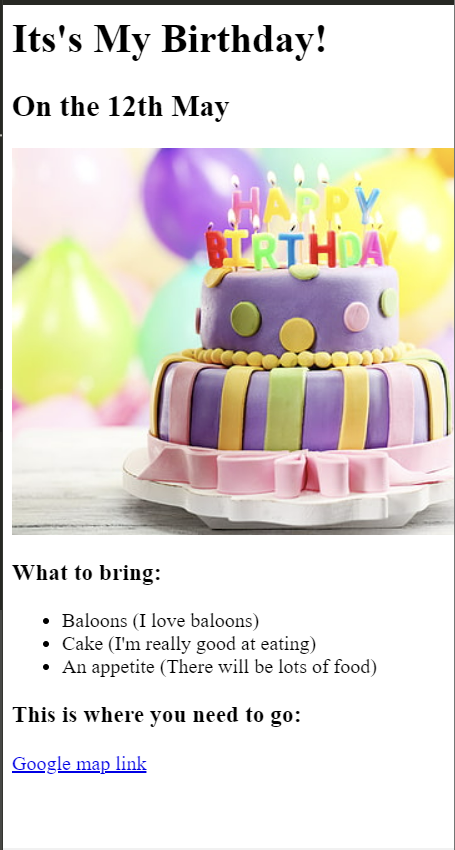 Its's My Birthday!
On the 12th May
HAPPY
BIRTHDAY
What to bring:
Baloons (I love baloons)
Cake (I'm really good at eating)
An appetite (There will be lots of food)
This is where you need to go:
Google map link